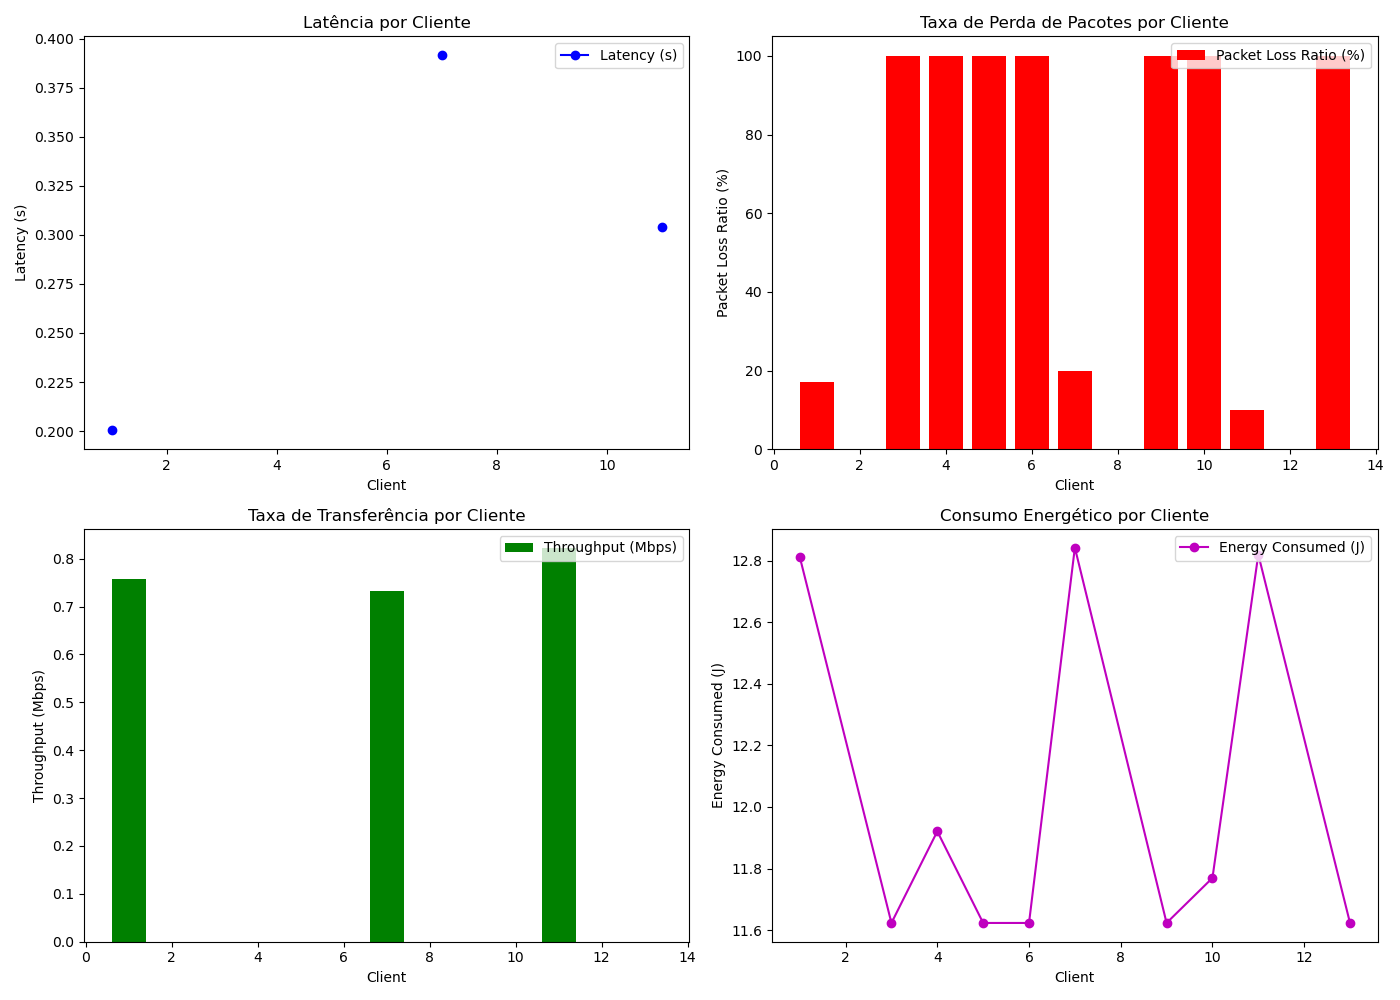 Latência por Cliente
Latency (s)
0.400
0.375
0.350
0.325
0.300
0.275
0.250
0.225
0.200
Latency (s)
2 4 6 8 10
Client
Taxa de Perda de Pacotes por Cliente
Packet Loss Ratio (%)
100
80
60
40
20
0
Packet Loss Ratio (%)
0 2 4 6 8 10 12 14
Client
Taxa de Transferência por Cliente
Throughput (Mbps)
0.8
0.7
0.6
0.5
0.4
0.3
0.2
0.1
0.0
Throughput (Mbps)
0 2 4 6 8 10 12 14
Client
Consumo Energético por Cliente
Energy Consumed (J)
12.8
12.6
12.4
12.2
12.0
11.8
11.6
Energy Consumed (J)
2 4 6 8 10 12
Client